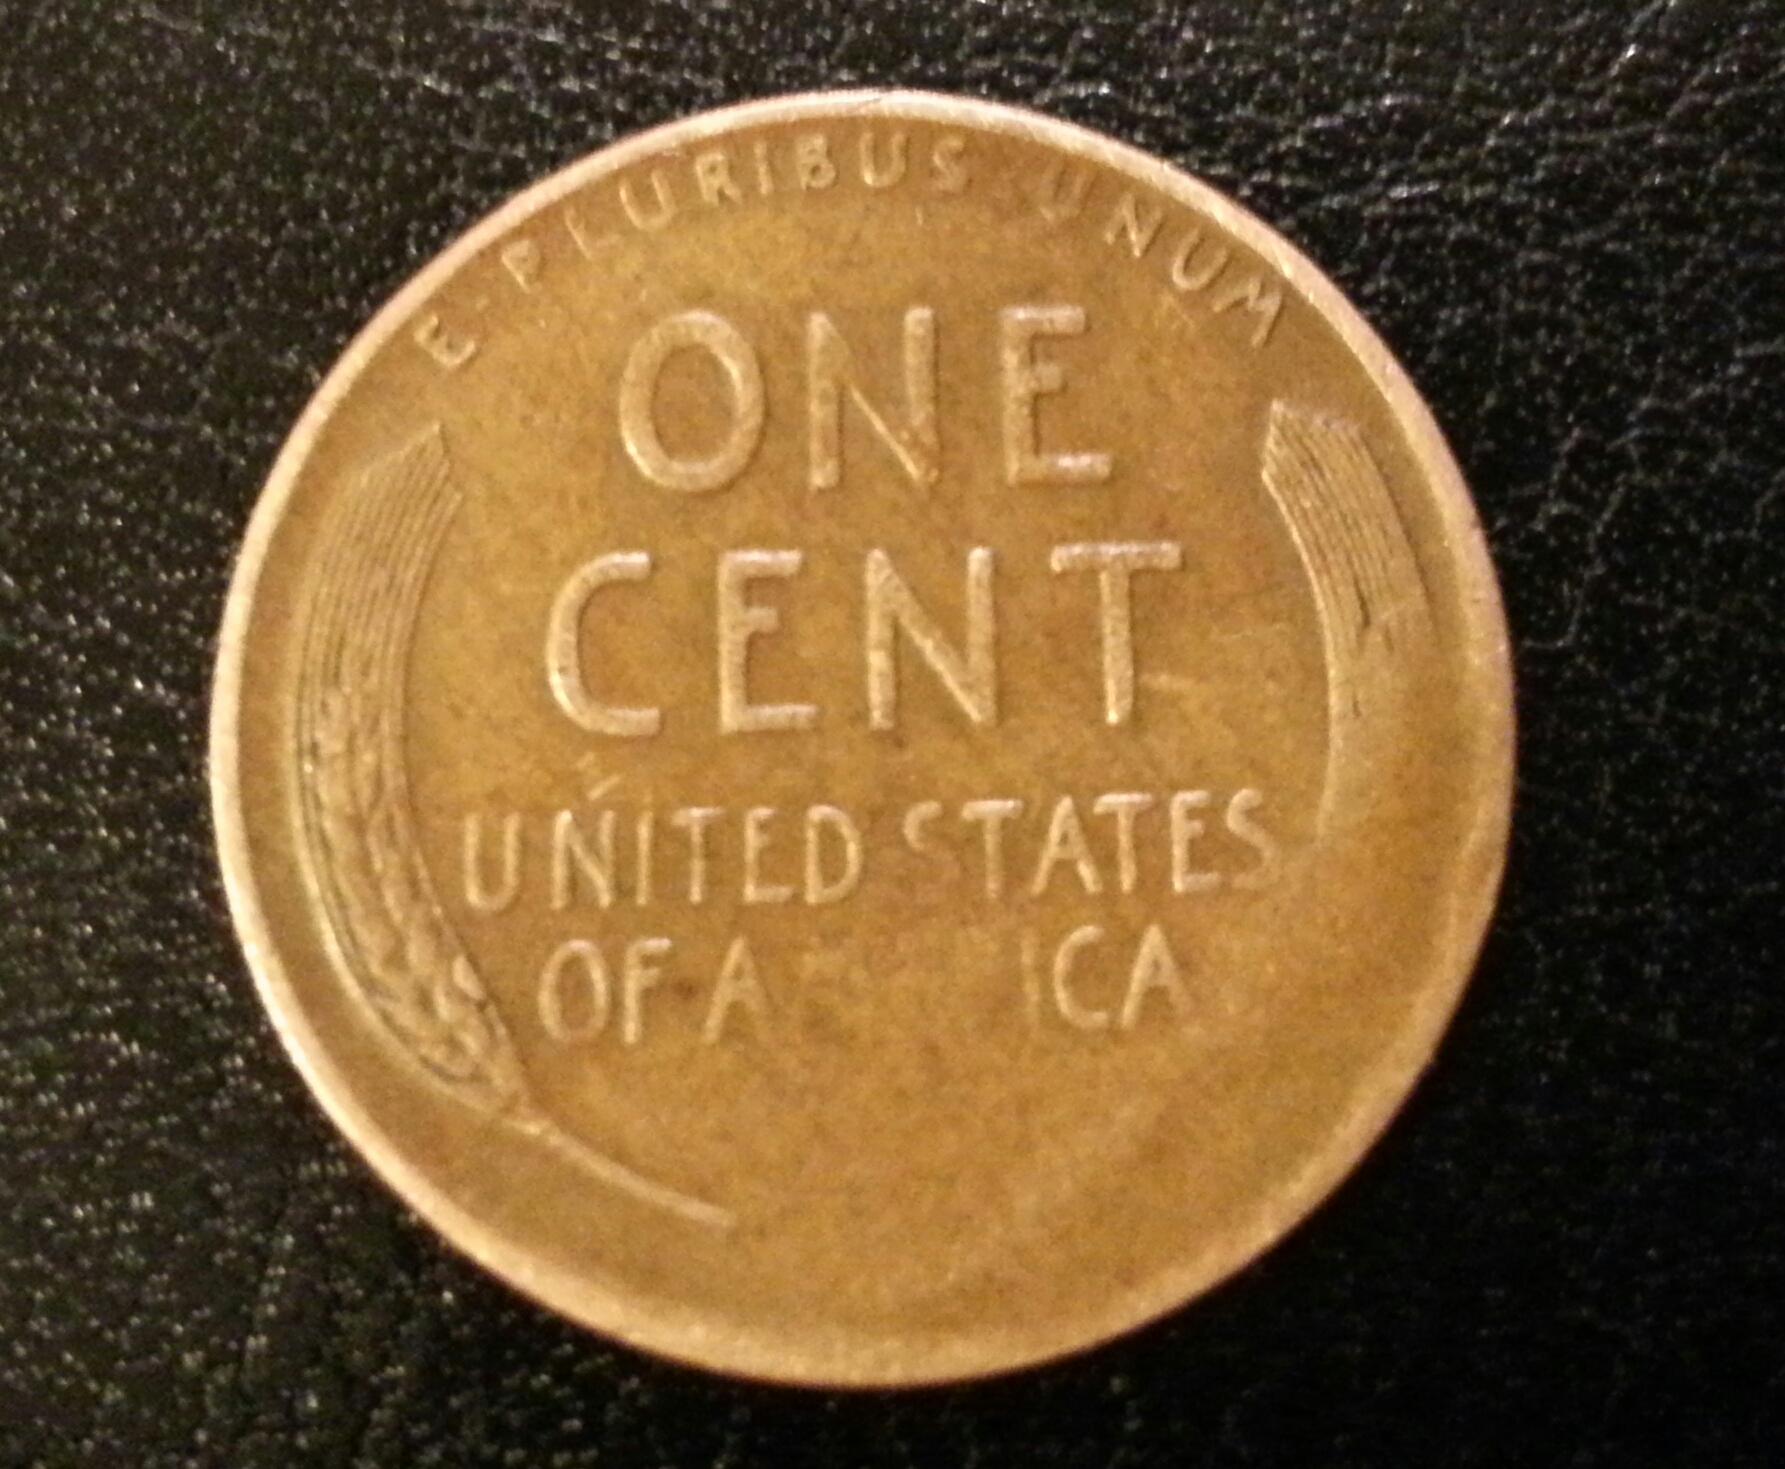 E·PLURIBUS·UNUM
ONE
CENT
UNITED STATES
OF A ICA